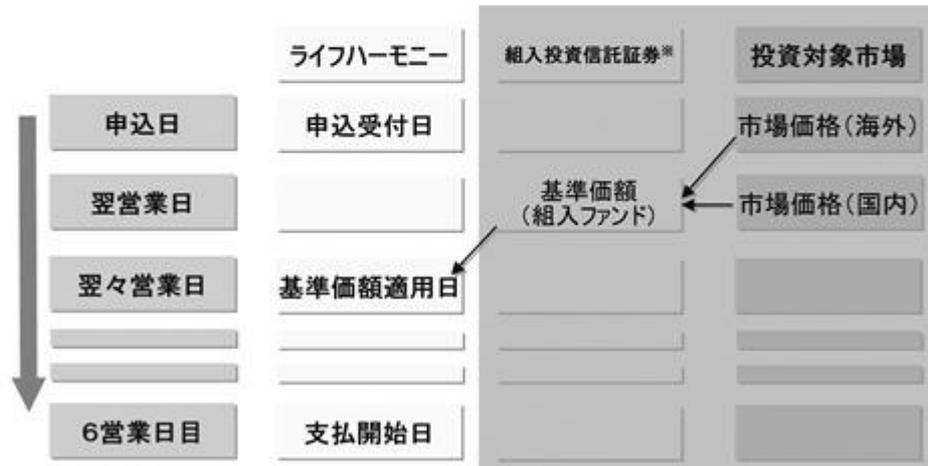 ライフハーモニー 組入投資信託証券※ 投資対象市場
申込日 申込受付日 市場価格(海外)
翌営業日 基準価額 市場価格(国内)
(組入ファンド)
翌々営業日 基準価額適用日
6営業日目 支払開始日